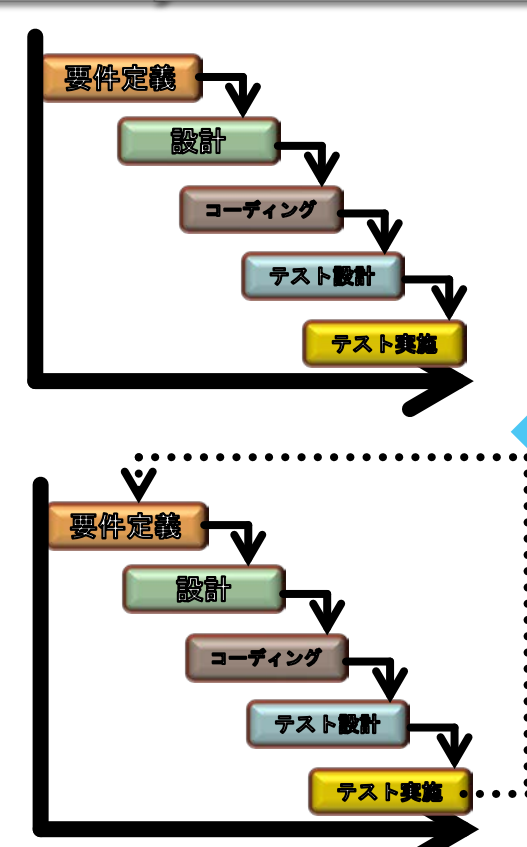 要件定義
設計
コーディング
テスト設計
テスト実施
要件定義
設計
コーディング
テスト設計
テスト実施